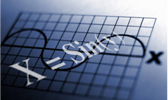 X = Sin(y)
x